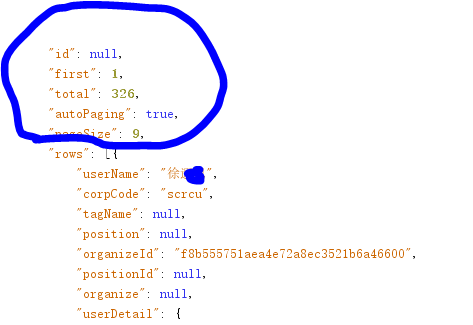 "id": null,
"first": 1,
"total": 326,
"autoPaging": true,
"pageSize": 9,
"rows": [{
"userName": "徐",
"corpCode": "scrcu",
"tagName": null,
"position": null,
"organizeId": "f8b555751aea4e72a8ec3521b6a46600",
"positionId": null,
"organize": null,
"userDetail": {